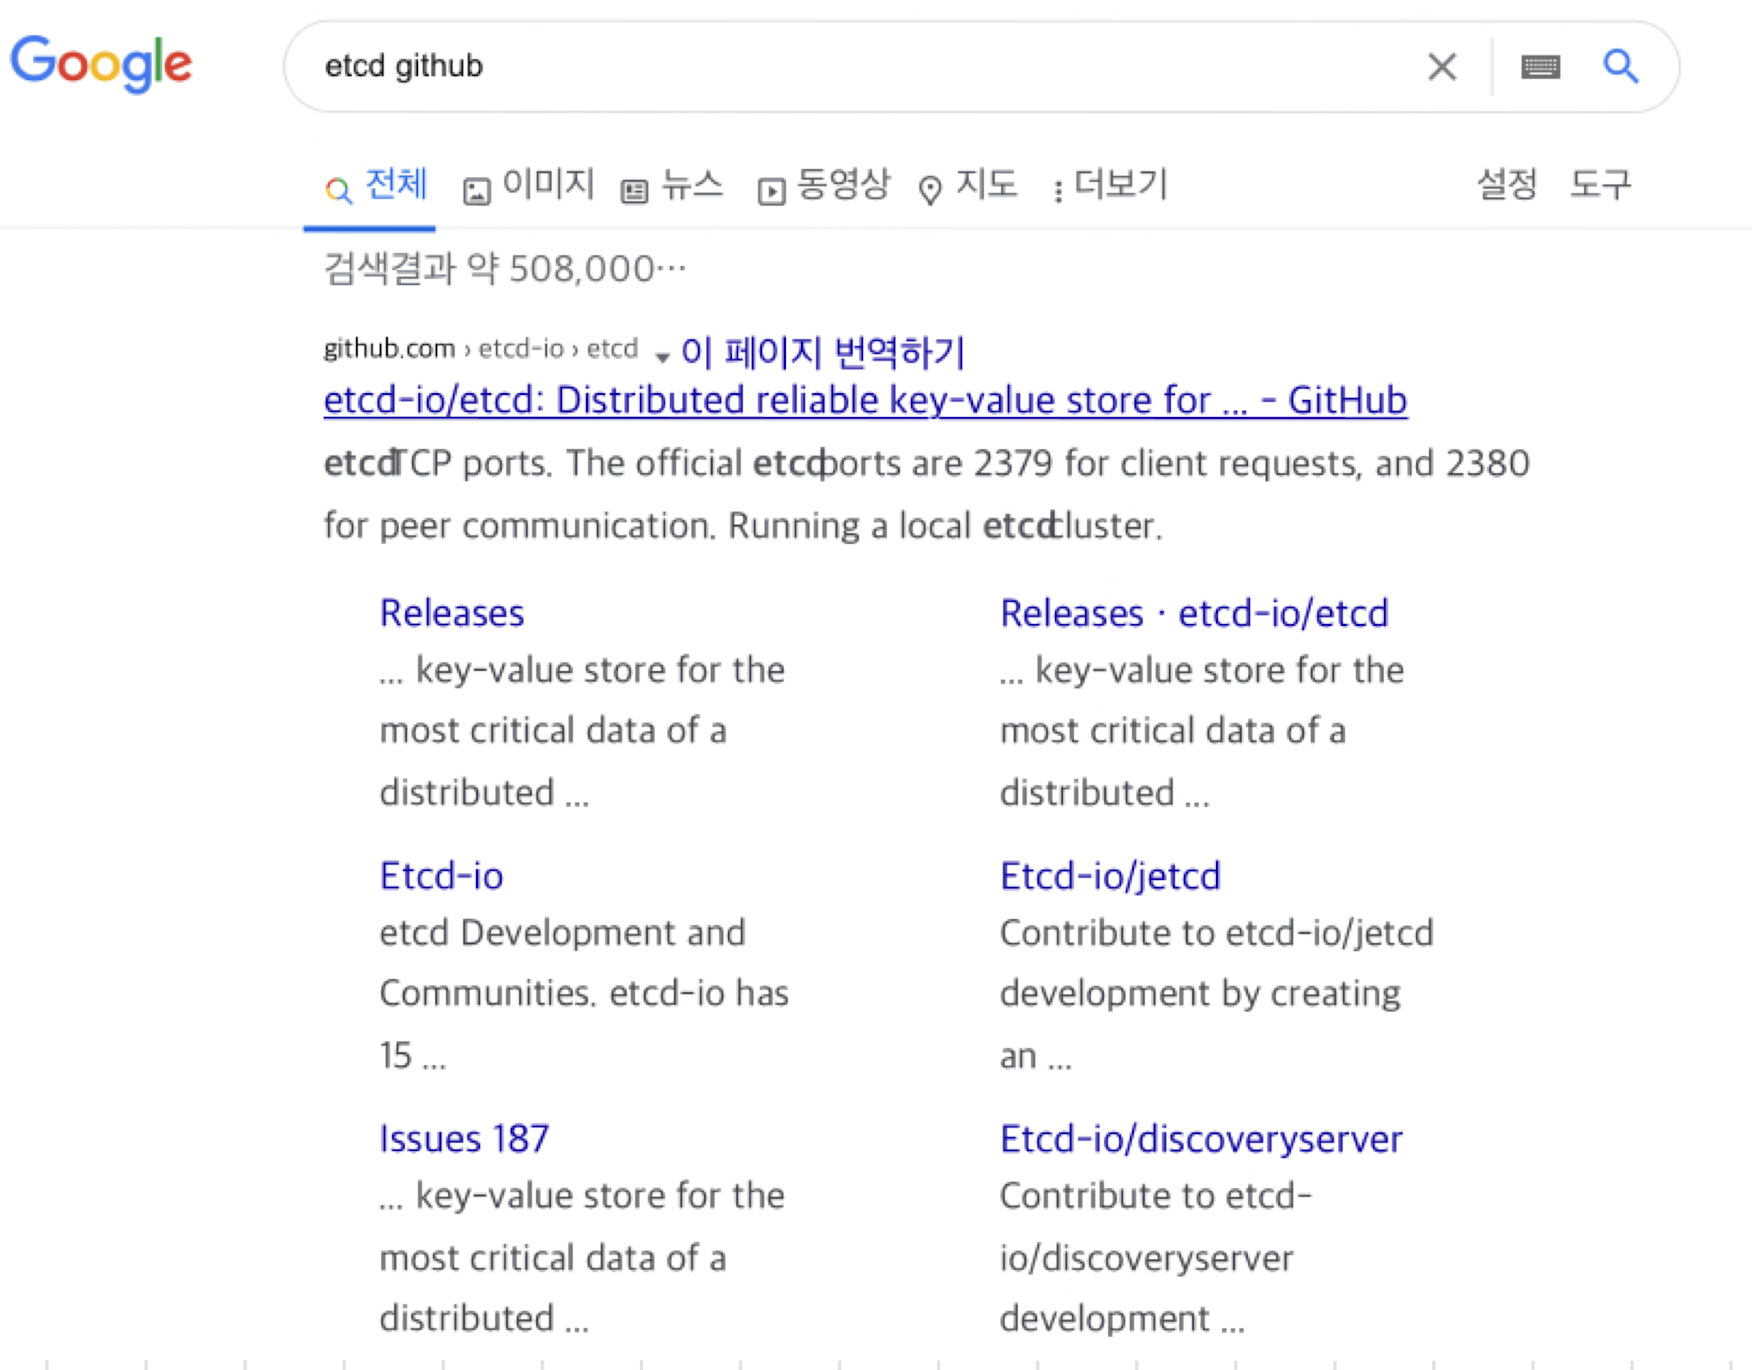 Google
etcd github
전체 이미지 뉴스 동영상 지도 더보기 설정 도구
검색결과 약 508,000…
github.com › etcd-io › etcd 이 페이지 번역하기
etcd-io/etcd: Distributed reliable key-value store for ... - GitHub
etcd TCP ports. The official etcd ports are 2379 for client requests, and 2380
for peer communication. Running a local etcd cluster.
Releases
... key-value store for the
most critical data of a
distributed ...
Releases · etcd-io/etcd
... key-value store for the
most critical data of a
distributed ...
Etcd-io
etcd Development and
Communities. etcd-io has
15 ...
Etcd-io/jetcd
Contribute to etcd-io/jetcd
development by creating
an ...
Issues 187
... key-value store for the
most critical data of a
distributed ...
Etcd-io/discoveryserver
Contribute to etcd-
io/discoveryserver
development ...